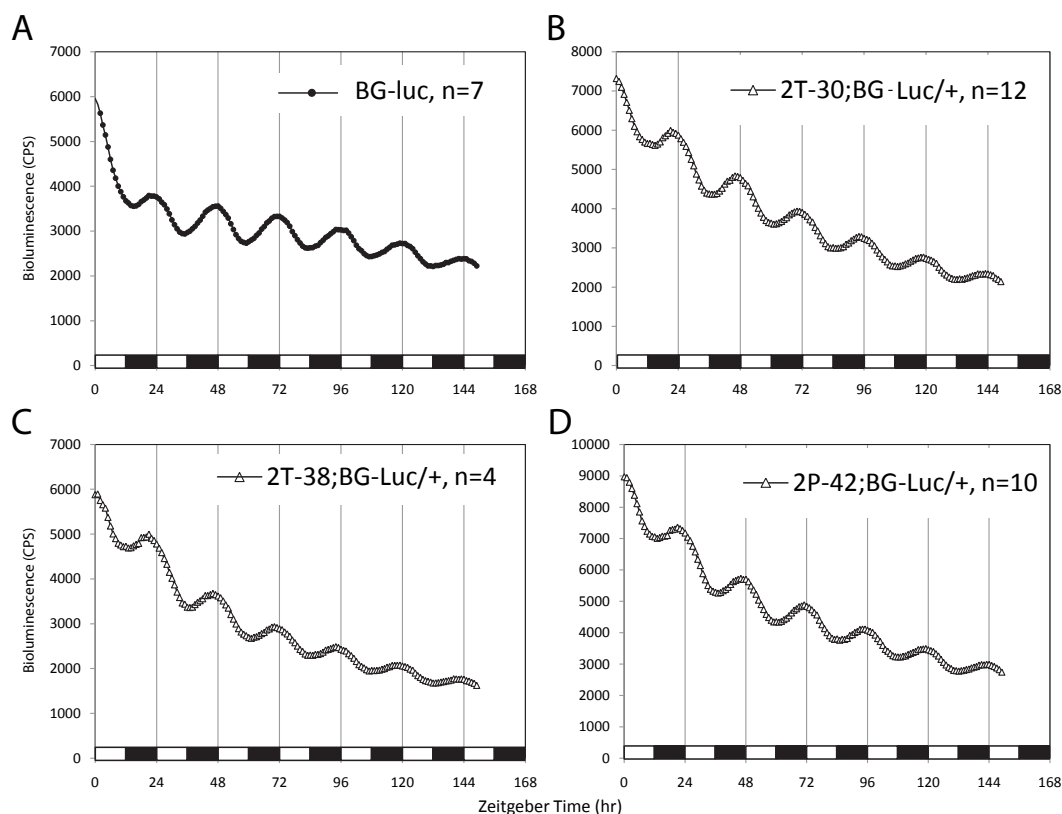 A
7000
6000
5000
4000
3000
2000
1000
0
Bioluminescence (CPS)
BG-luc, n=7
0 24 48 72 96 120 144 168
B
8000
7000
6000
5000
4000
3000
2000
1000
0
2T-30;BG-Luc/+, n=12
0 24 48 72 96 120 144 168
C
7000
6000
5000
4000
3000
2000
1000
0
Bioluminescence (CPS)
2T-38;BG-Luc/+, n=4
0 24 48 72 96 120 144 168
D
10000
9000
8000
7000
6000
5000
4000
3000
2000
1000
0
2P-42;BG-Luc/+, n=10
0 24 48 72 96 120 144 168
Zeitgeber Time (hr)